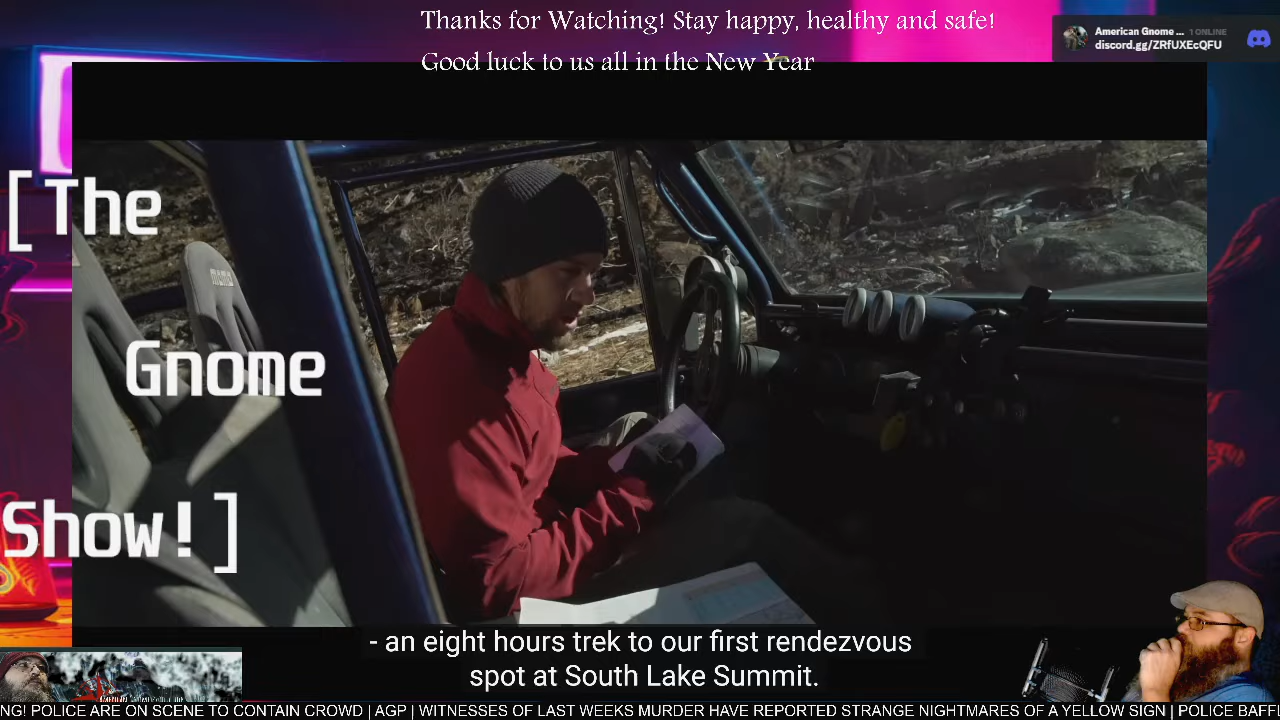 Thanks for Watching! Stay happy, healthy and safe!
Good luck to us all in the New Year
American Gnome ... 1 ONLINE
discord.gg/ZRfUXEcQFU
[The
Gnome
Show!]
- an eight hours trek to our first rendezvous
spot at South Lake Summit.
NG! POLICE ARE ON SCENE TO CONTAIN CROWD | AGP | WITNESSES OF LAST WEEKS MURDER HAVE REPORTED STRANGE NIGHTMARES OF A YELLOW SIGN | POLICE BAFF